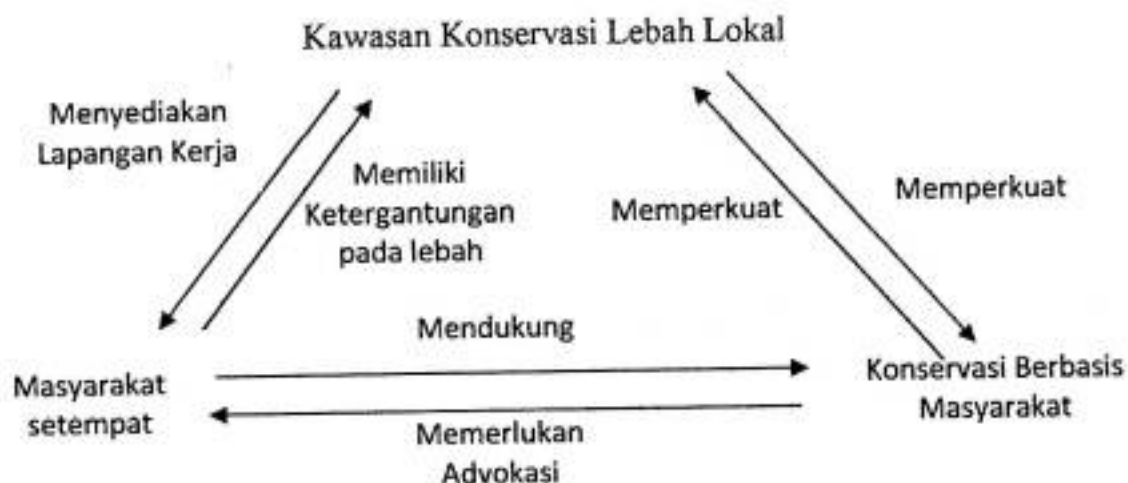 Kawasan Konservasi Lebah Lokal
Menyediakan
Lapangan Kerja
Memiliki
Ketergantungan
pada lebah
Memperkuat
Memperkuat
Mendukung
Masyarakat
setempat
Konservasi Berbasis
Masyarakat
Memerlukan
Advokasi